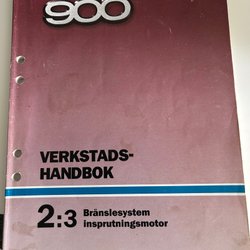 900
VERKSTADS-
HANDBOK
2:3 Bränslesystem
insprutningsmotor